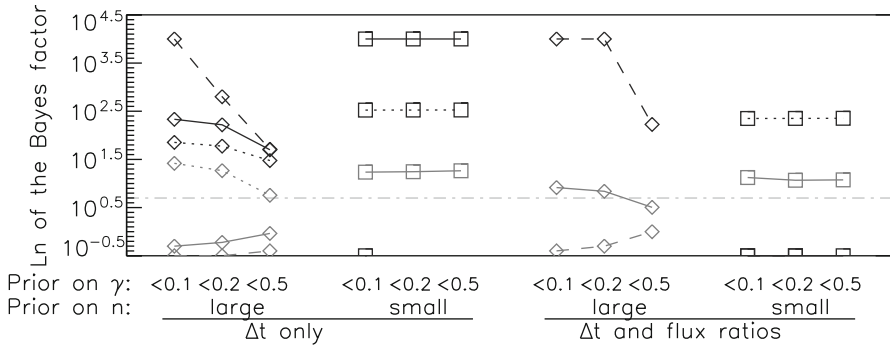 Ln of the Bayes factor
10^4.5
10^3.5
10^2.5
10^1.5
10^0.5
10^-0.5
Prior on γ: <0.1 <0.2 <0.5 <0.1 <0.2 <0.5 <0.1 <0.2 <0.5 <0.1 <0.2 <0.5
Prior on n: large small large small
Δt only Δt and flux ratios